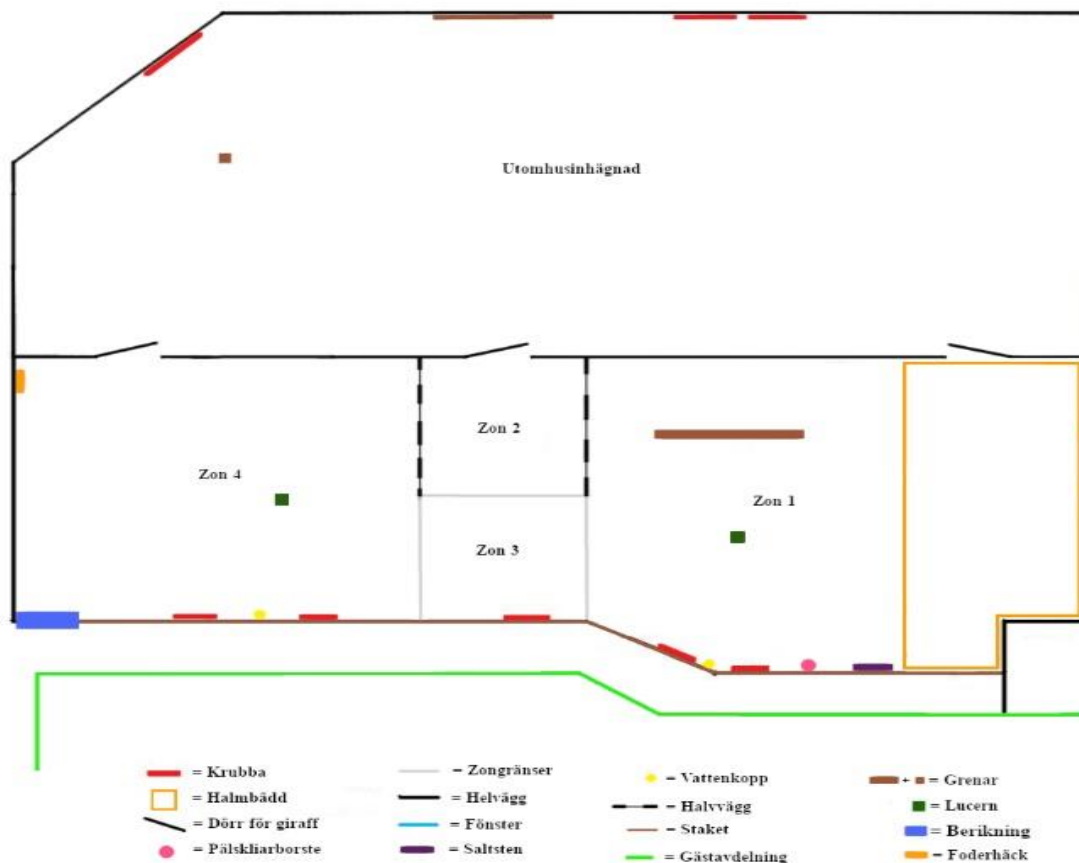 Utomhusinhägnad
Zon 2
Zon 4
Zon 1
Zon 3
= Krubba
= Zongränser
= Vattenkopp
+ = Grenar
= Halmbädd
= Helvägg
= Halvvägg
= Lucern
= Dörr för giraff
= Fönster
= Staket
= Berikning
= Pälskliarborste
= Saltsten
= Gästavdelning
= Foderhäck